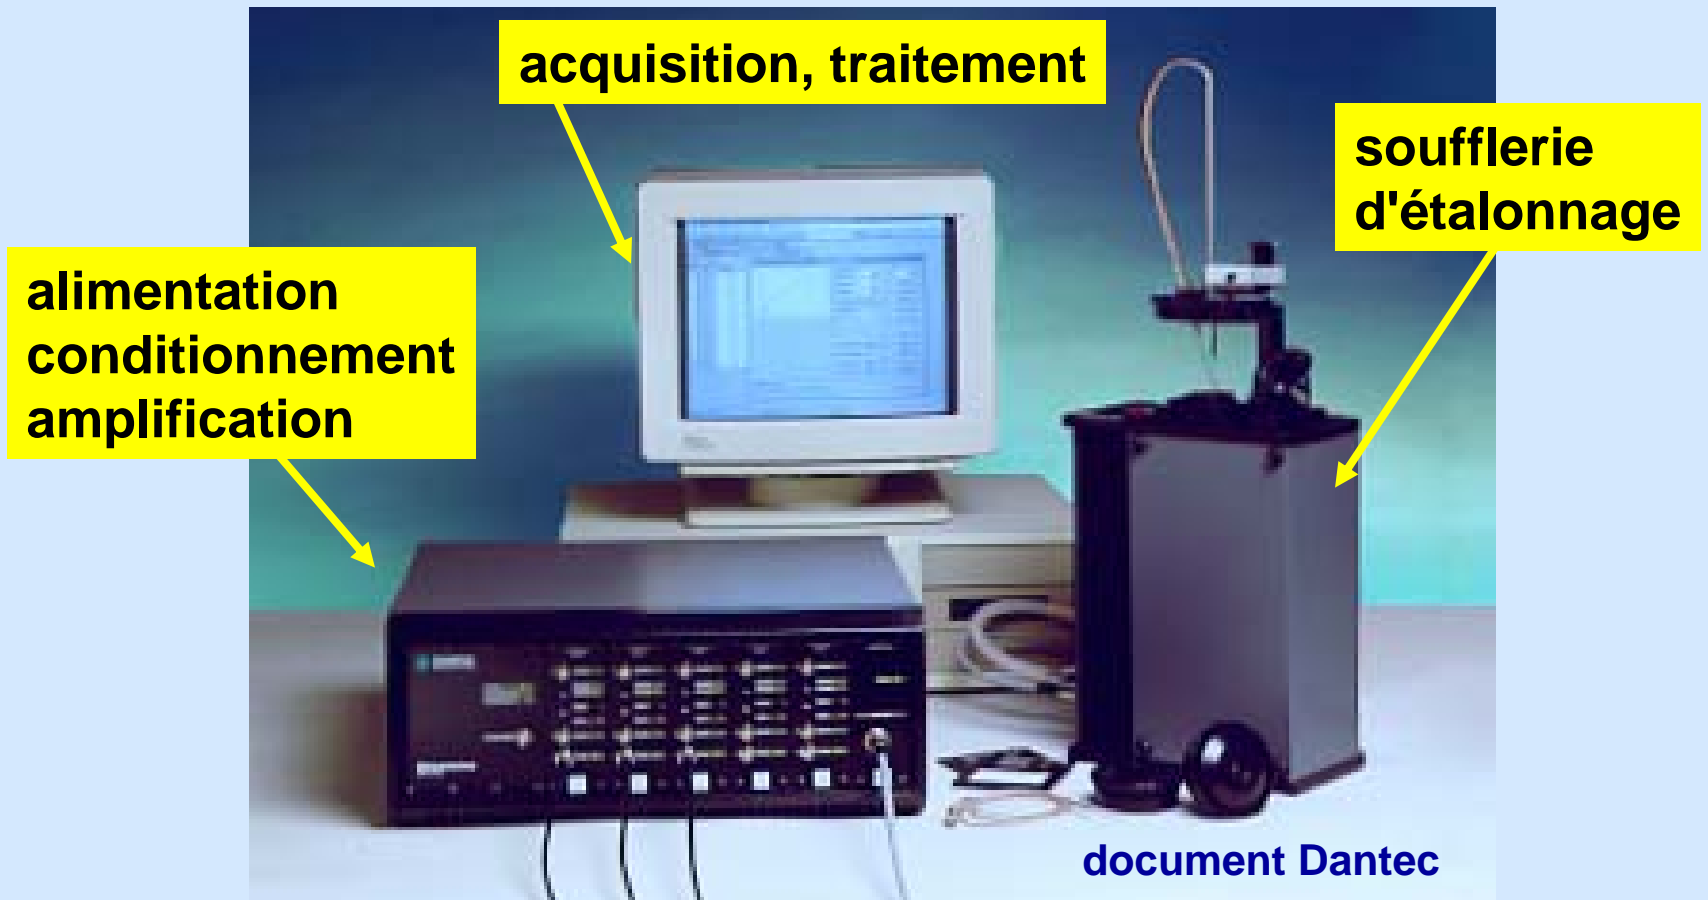 acquisition, traitement
soufflerie
d'étalonnage
alimentation
conditionnement
amplification
document Dantec